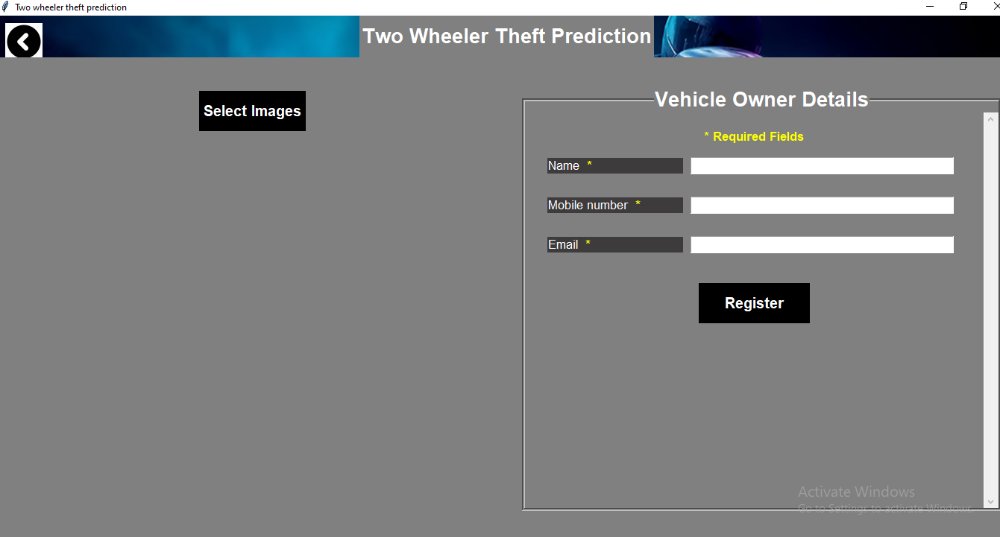 Two wheeler theft prediction
Two Wheeler Theft Prediction
Select Images
Vehicle Owner Details
* Required Fields
Name *
Mobile number *
Email *
Register
Activate Windows
Go to Settings to activate Windows.